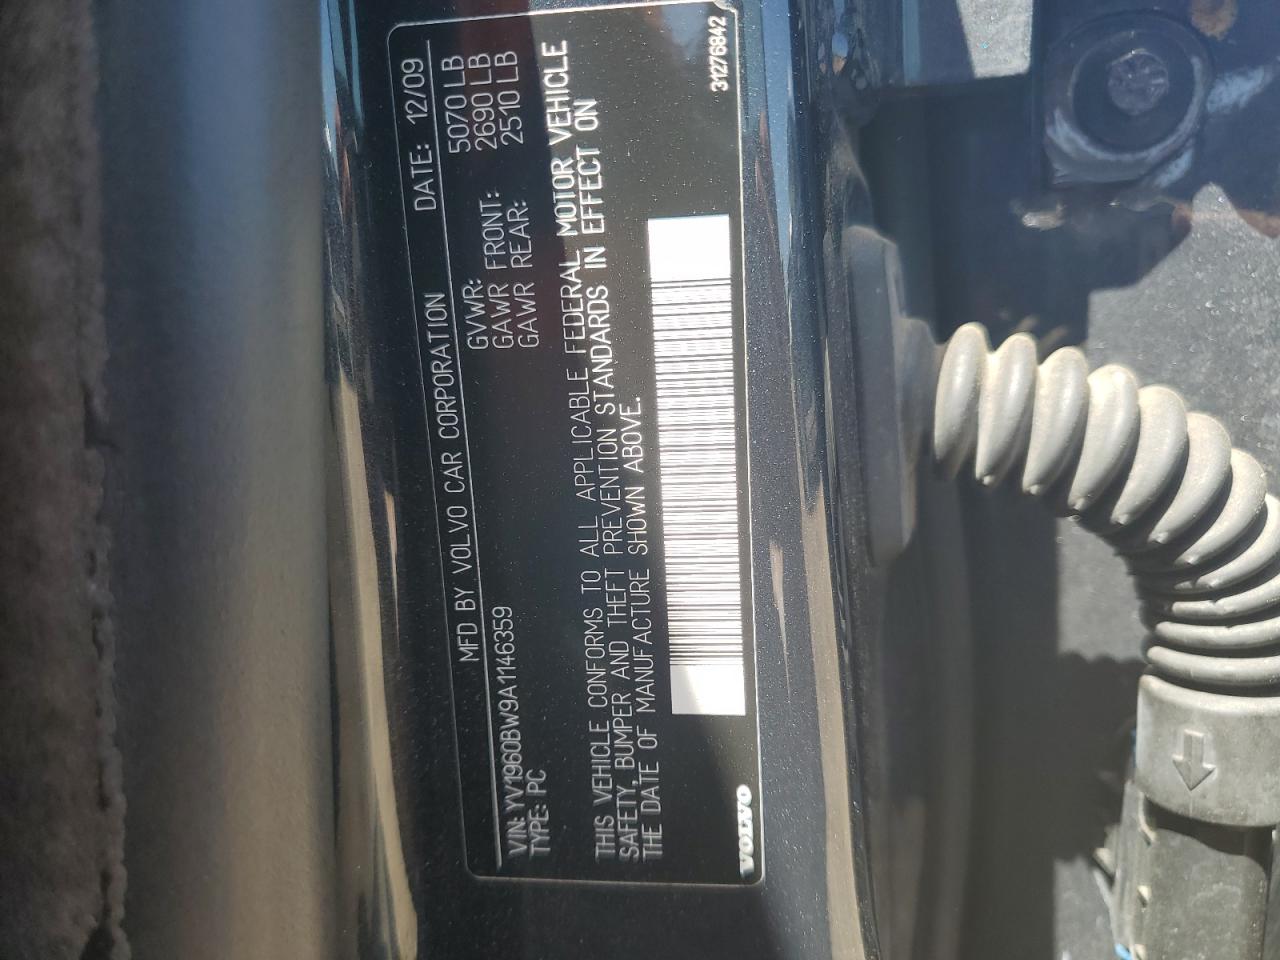 MFD BY VOLVO CAR CORPORATION DATE: 12/09
GVWR: 5070 LB
GAWR FRONT: 2690 LB
GAWR REAR: 2510 LB
VIN: YV1960BW9A1146359
TYPE: PC
THIS VEHICLE CONFORMS TO ALL APPLICABLE FEDERAL MOTOR VEHICLE
SAFETY, BUMPER AND THEFT PREVENTION STANDARDS IN EFFECT ON
THE DATE OF MANUFACTURE SHOWN ABOVE.
VOLVO
31276842